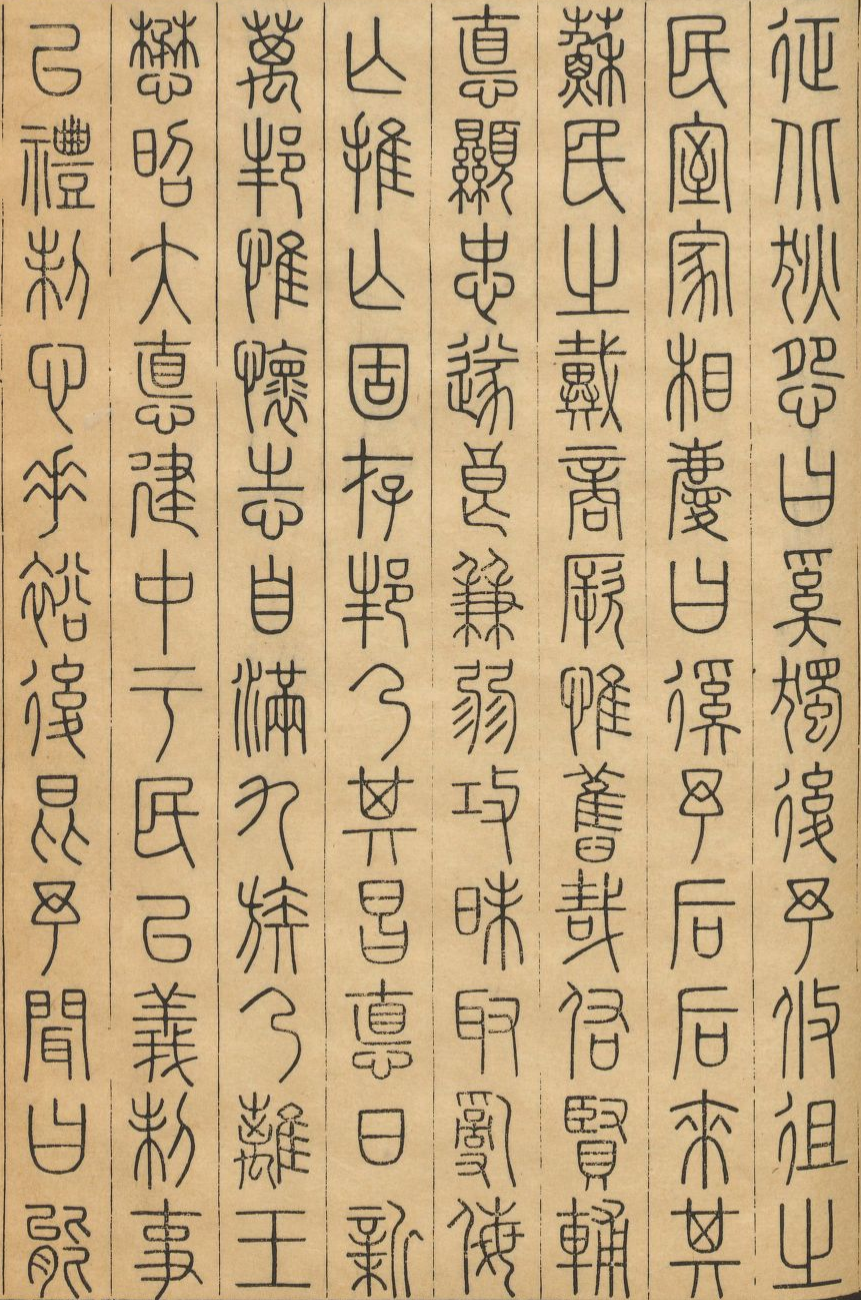 征北狄怨曰奚獨後予攸徂之
民室家相慶曰徯予后后來其
蘇民之戴商厥惟舊哉佑賢輔
悳顯忠遂良兼弱攻昧取亂侮
亡推亡固存邦乃其昌悳日新
萬邦惟懷志自滿九族乃離王
懋昭大悳建中于民以義制事
以禮制心垂裕後昆予聞曰能